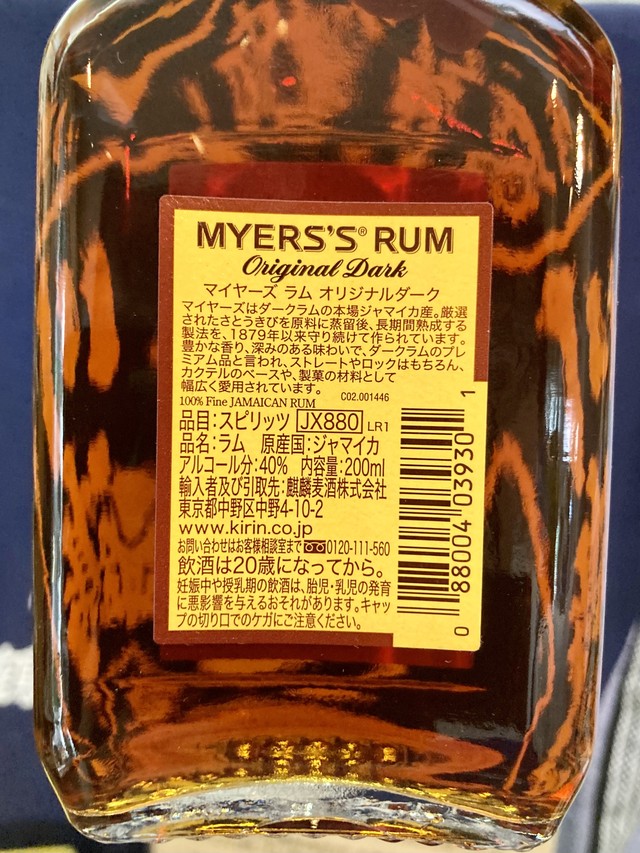 MYERS'S® RUM
Original Dark
マイヤーズ ラム オリジナルダーク
マイヤーズはダークラムの本場ジャマイカ産。厳選
されたさとうきびを原料に蒸留後、長期間熟成する
製法を、1879年以来守り続けて作られています。
豊かな香り、深みのある味わいで、ダークラムのプレ
ミアム品と言われ、ストレートやロックはもちろん、
カクテルのベースや、製菓の材料として
幅広く愛用されています。
100% Fine JAMAICAN RUM C02.001446
品目:スピリッツ JX880 LR1
品名:ラム 原産国:ジャマイカ
アルコール分:40% 内容量:200ml
輸入者及び引取先:麒麟麦酒株式会社
東京都中野区中野4-10-2
www.kirin.co.jp
お問い合わせはお客様相談室まで 0120-111-560
飲酒は20歳になってから。
妊娠中や授乳期の飲酒は、胎児・乳児の発育
に悪影響を与えるおそれがあります。キャッ
プの切り口でのケガにご注意ください。
0 88004 03930 1